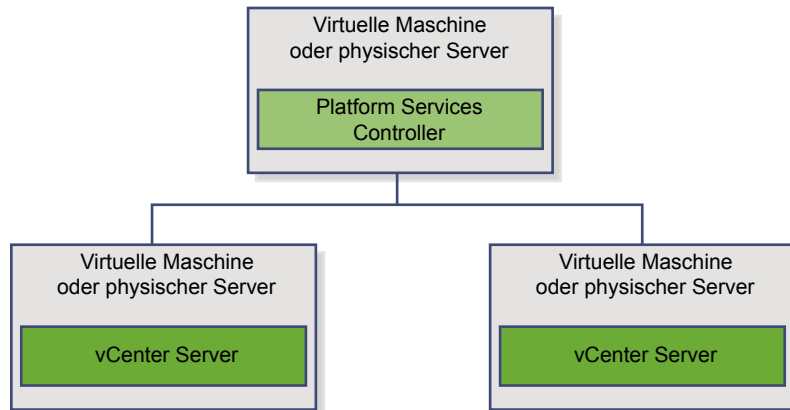 Virtuelle Maschine
oder physischer Server
Platform Services
Controller
Virtuelle Maschine
oder physischer Server
vCenter Server
Virtuelle Maschine
oder physischer Server
vCenter Server